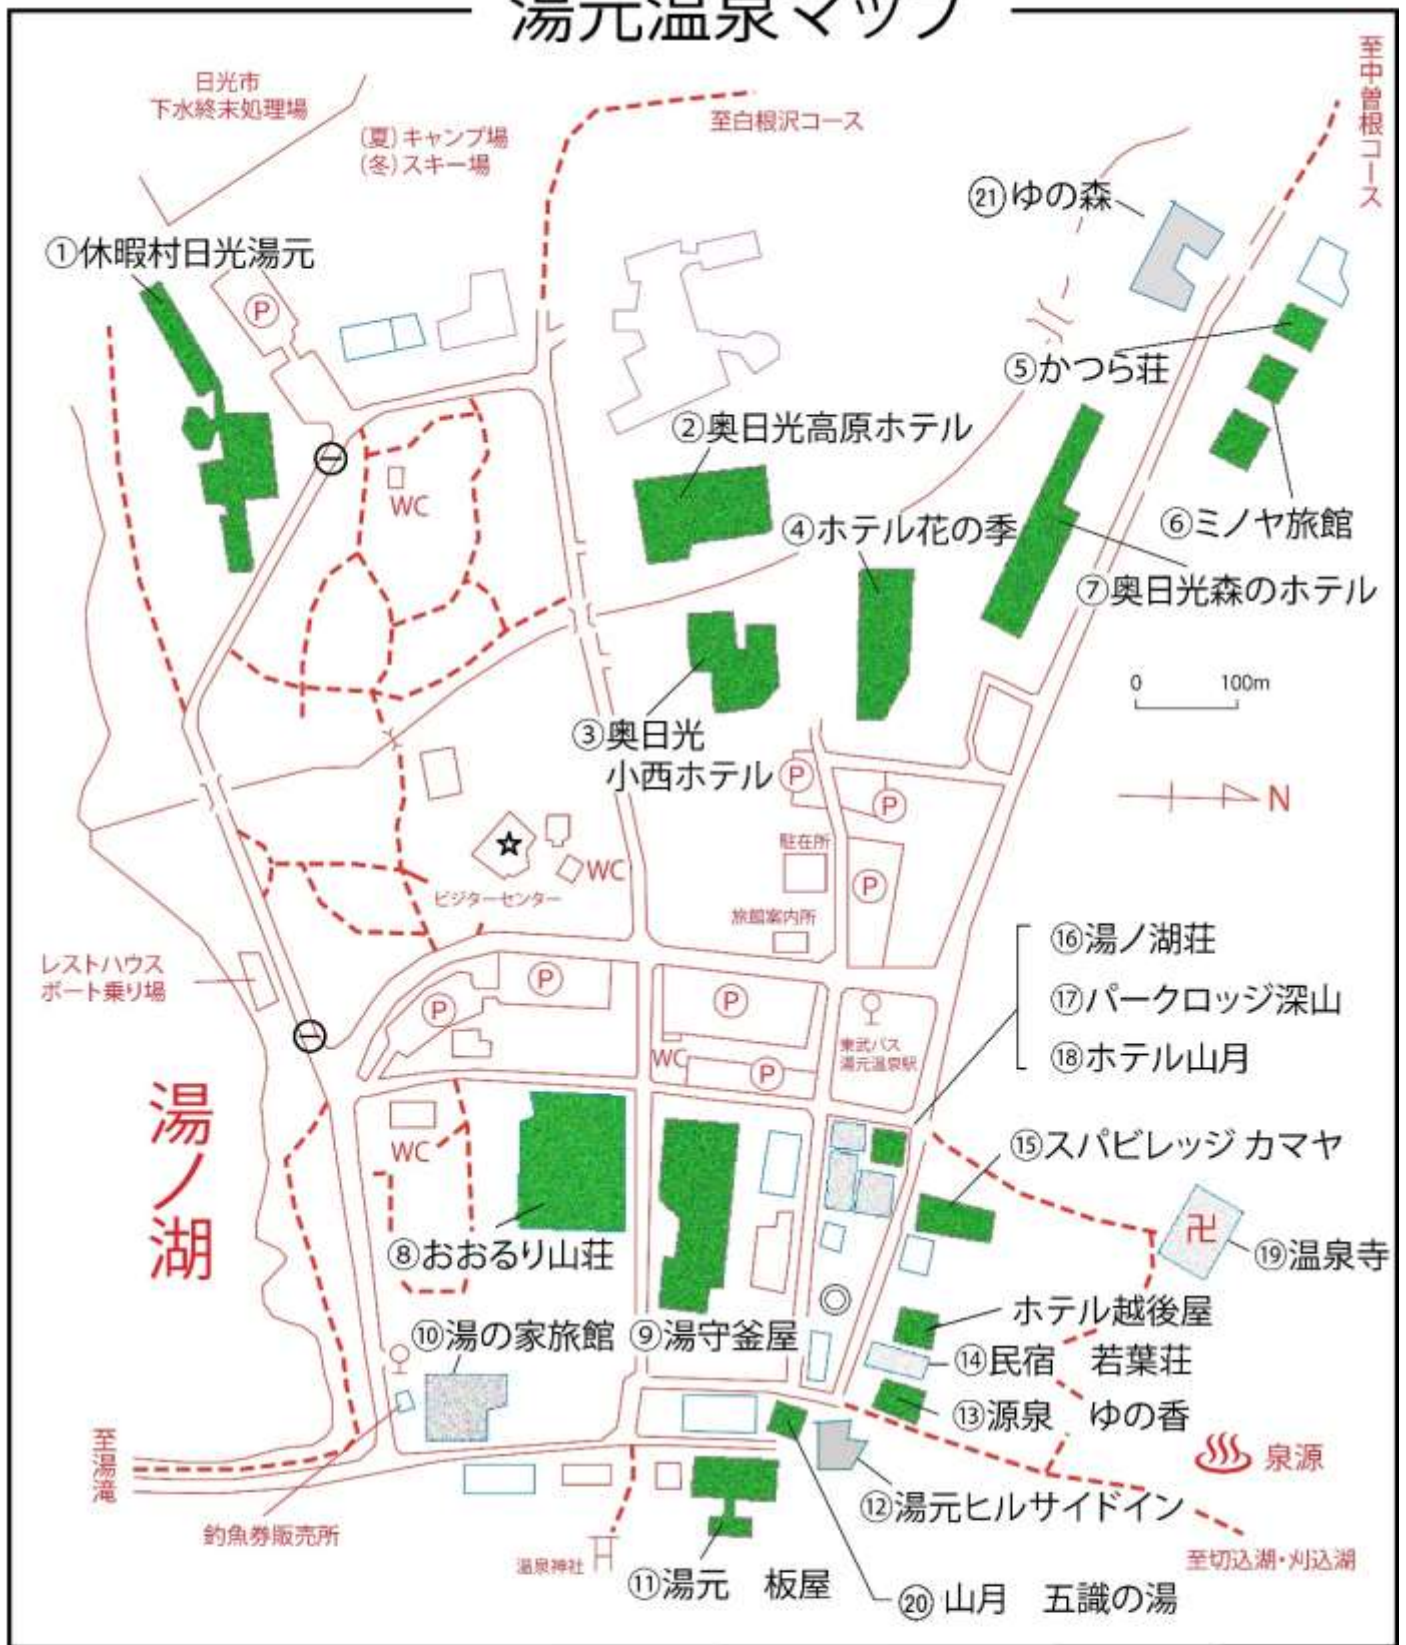 湯元温泉マップ
日光市
下水終末処理場
(夏)キャンプ場
(冬)スキー場
至白根沢コース
至中曽根コース
㉑ゆの森
①休暇村日光湯元
P
⑤かつら荘
②奥日光高原ホテル
WC
④ホテル花の季
⑥ミノヤ旅館
⑦奥日光森のホテル
0 100m
③奥日光
小西ホテル
P
P
N
駐在所
WC
P
ビジターセンター
旅館案内所
⑯湯ノ湖荘
レストハウス
ボート乗り場
P
P
P
⑰パークロッジ深山
東武バス
湯元温泉駅
WC
P
⑱ホテル山月
湯ノ湖
WC
⑮スパビレッジ カマヤ
卍
⑧おおるり山荘
⑲温泉寺
ホテル越後屋
⑩湯の家旅館
⑨湯守釜屋
⑭民宿 若葉荘
⑬源泉 ゆの香
至湯滝
泉源
⑫湯元ヒルサイドイン
釣魚券販売所
温泉神社
至切込湖・刈込湖
⑪湯元 板屋
⑳山月 五識の湯